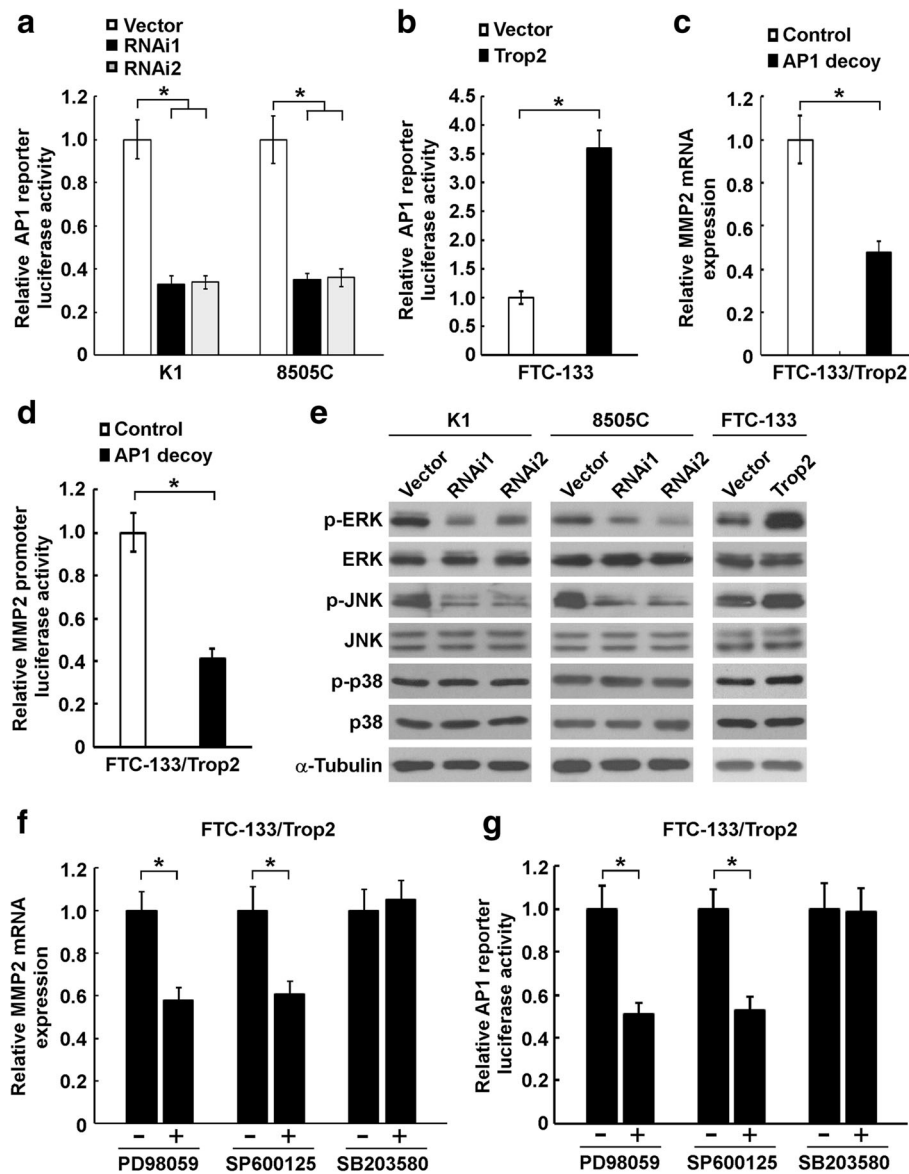 a
Vector
RNAi1
RNAi2
Relative AP1 reporter
luciferase activity
1.2
1.0
0.8
0.6
0.4
0.2
0
*
*
K1
8505C
b
Vector
Trop2
Relative AP1 reporter
luciferase activity
4.5
3.5
3.0
2.5
2.0
1.5
1.0
0.5
0
*
FTC-133
c
Control
AP1 decoy
Relative MMP2 mRNA
expression
1.2
1.0
0.8
0.6
0.4
0.2
0
*
FTC-133/Trop2
d
Control
AP1 decoy
Relative MMP2 promoter
luciferase activity
1.2
1.0
0.8
0.6
0.4
0.2
0
*
FTC-133/Trop2
e
K1
8505C
FTC-133
Vector RNAi1 RNAi2 Vector RNAi1 RNAi2 Vector Trop2
p-ERK
ERK
p-JNK
JNK
p-p38
p38
α-Tubulin
f
FTC-133/Trop2
Relative MMP2 mRNA
expression
1.2
1.0
0.8
0.6
0.4
0.2
0
*
*
– + – + – +
PD98059 SP600125 SB203580
g
FTC-133/Trop2
Relative AP1 reporter
luciferase activity
1.2
1.0
0.8
0.6
0.4
0.2
0
*
*
– + – + – +
PD98059 SP600125 SB203580